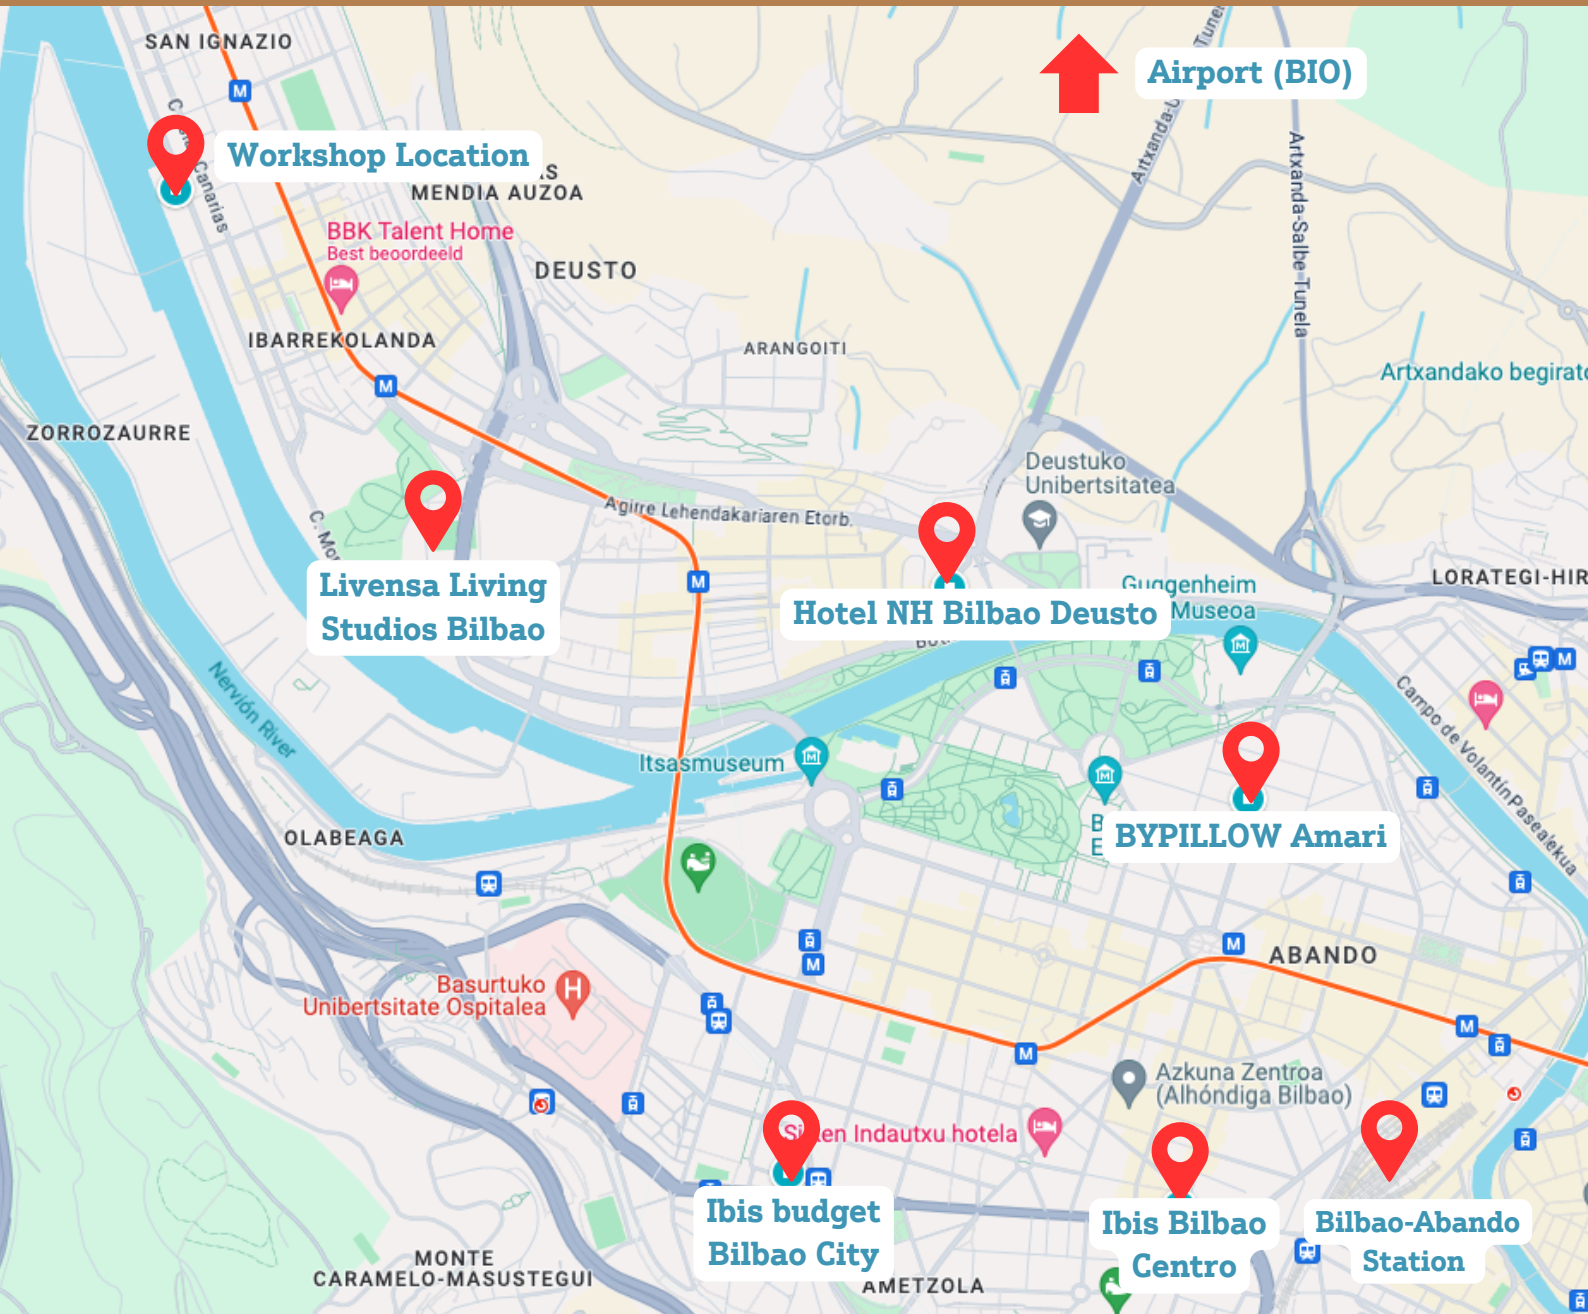 SAN IGNAZIO
Airport (BIO)
Workshop Location
Canarias
MENDIA AUZOA
BBK Talent Home
Best beoordeeld
DEUSTO
IBARREKOLANDA
ARANGOITI
Artxanda-Salbe-Tunela
Artxandako
ZORROZAURRE
Deustuko
Unibertsitatea
Agirre Lehendakariaren Etorb.
Livensa Living
Studios Bilbao
Hotel NH Bilbao Deusto
Guggenheim
Museoa
LORATEGI-HIR
Nervión River
Campo de Volantín Pasealekua
Itsasmuseum
OLABEAGA
BYPILLOW Amari
ABANDO
Basurtuko
Unibertsitate Ospitalea
Azkuna Zentroa
(Alhóndiga Bilbao)
Indautxu hotela
Ibis budget
Bilbao City
Ibis Bilbao
Centro
Bilbao-Abando
Station
MONTE
CARAMELO-MASUSTEGUI
AMETZOLA